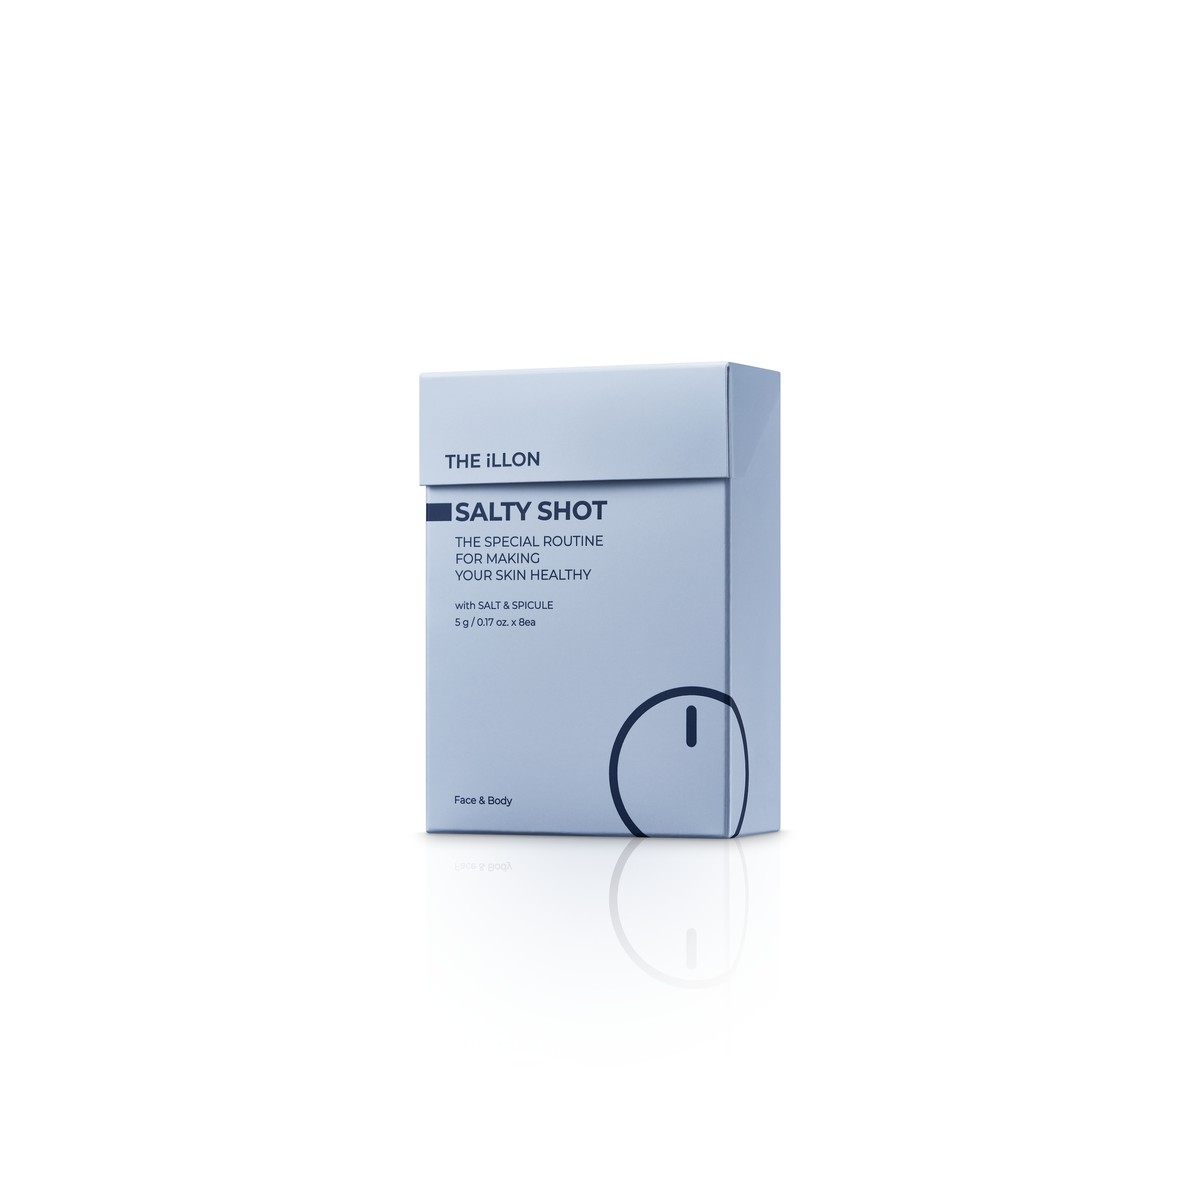 THE iLLON
SALTY SHOT
THE SPECIAL ROUTINE
FOR MAKING
YOUR SKIN HEALTHY
with SALT & SPICULE
5 g / 0.17 oz. x 8ea
Face & Body